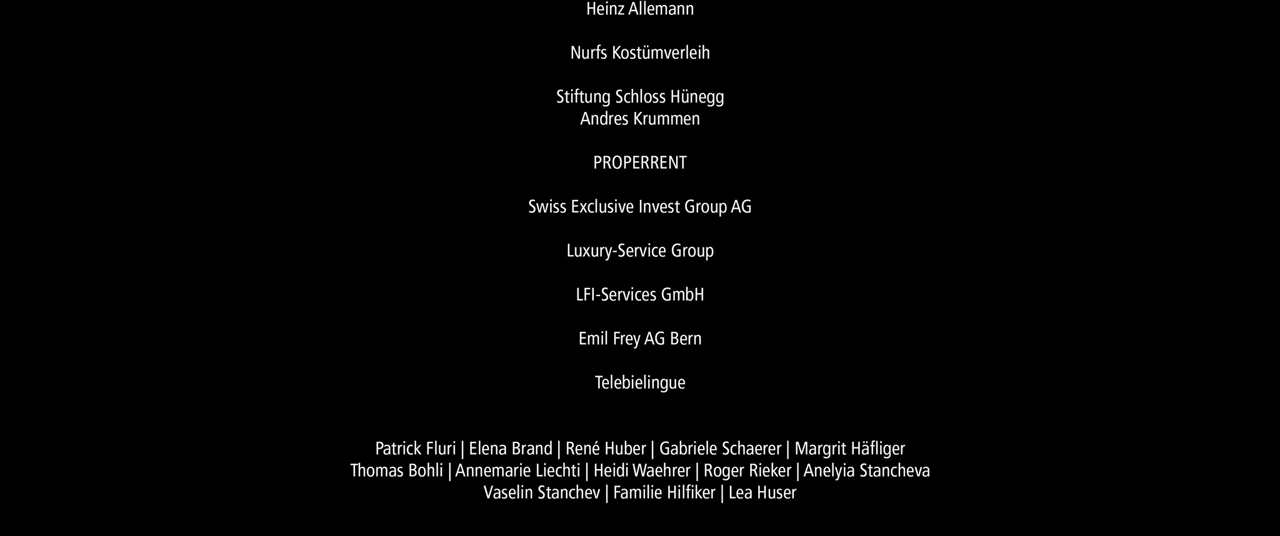 Heinz Allemann
Nurfs Kostümverleih
Stiftung Schloss Hünegg
Andres Krummen
PROPERRENT
Swiss Exclusive Invest Group AG
Luxury-Service Group
LFI-Services GmbH
Emil Frey AG Bern
Telebielingue
Patrick Fluri | Elena Brand | René Huber | Gabriele Schaerer | Margrit Häfliger
Thomas Bohli | Annemarie Liechti | Heidi Waehrer | Roger Rieker | Anelyia Stancheva
Vaselin Stanchev | Familie Hilfiker | Lea Huser